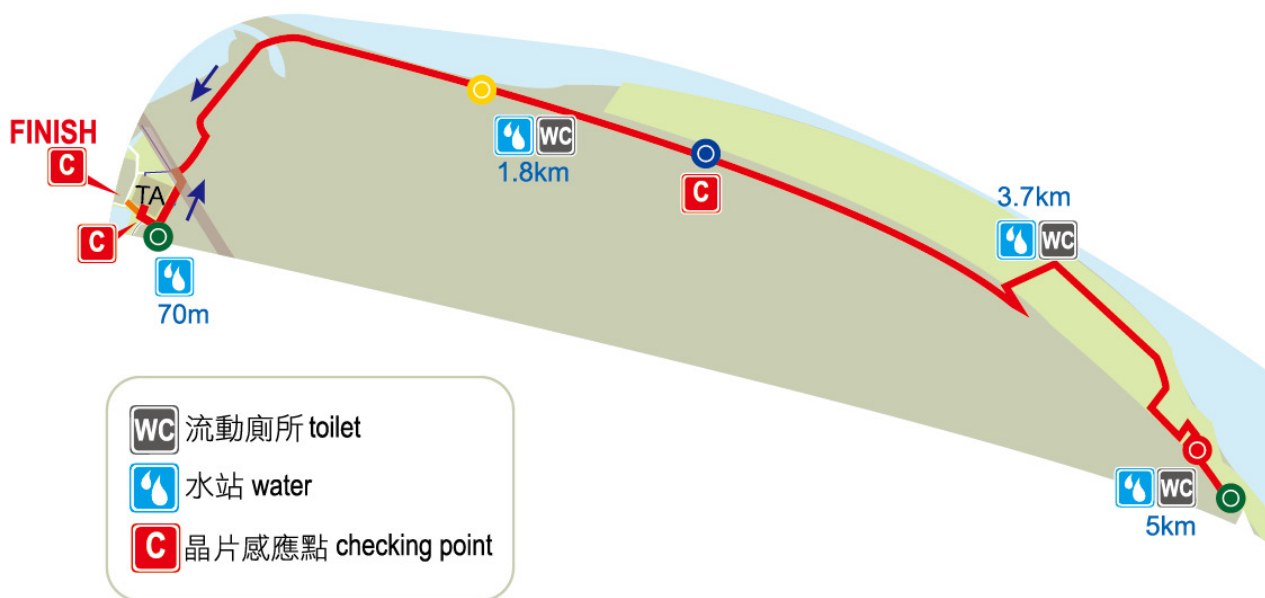 FINISH
C
TA
C
70m
WC
1.8km
C
3.7km
WC
WC
5km
WC 流動廁所 toilet
水站 water
C 晶片感應點 checking point